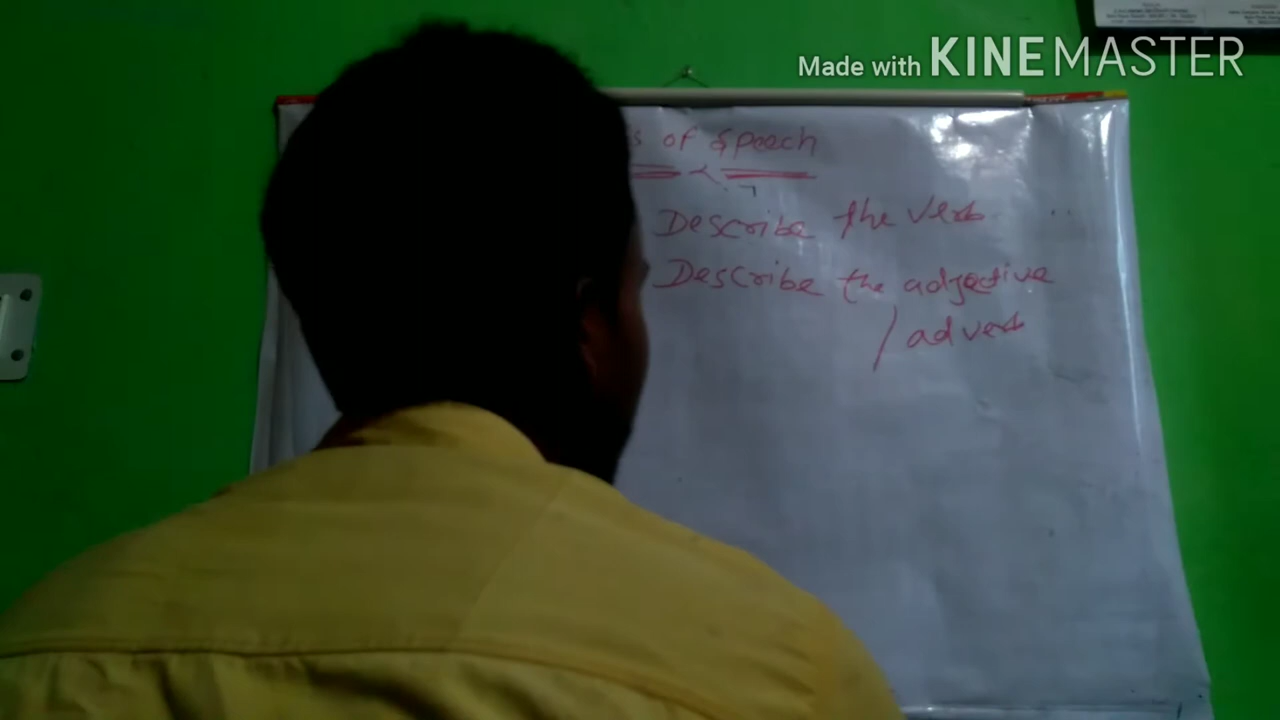 Made with KINEMASTER
s of speech
Describe the verb
Describe the adjective
/ adverb